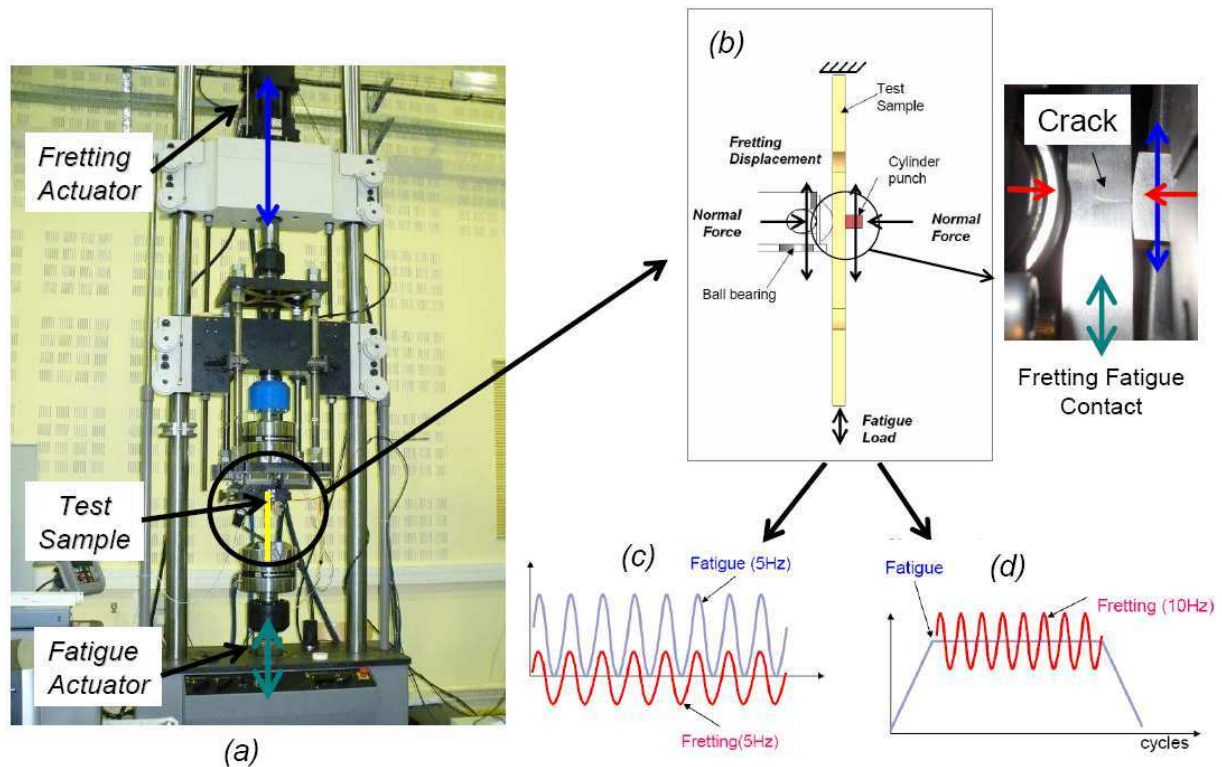 Fretting
Actuator
Test
Sample
Fatigue
Actuator
(a)
(b)
Test
Sample
Fretting
Displacement
Cylinder
punch
Normal
Force
Normal
Force
Ball bearing
Fatigue
Load
Crack
Fretting Fatigue
Contact
(c)
Fatigue (5Hz)
Fretting(5Hz)
Fatigue
(d)
Fretting (10Hz)
cycles